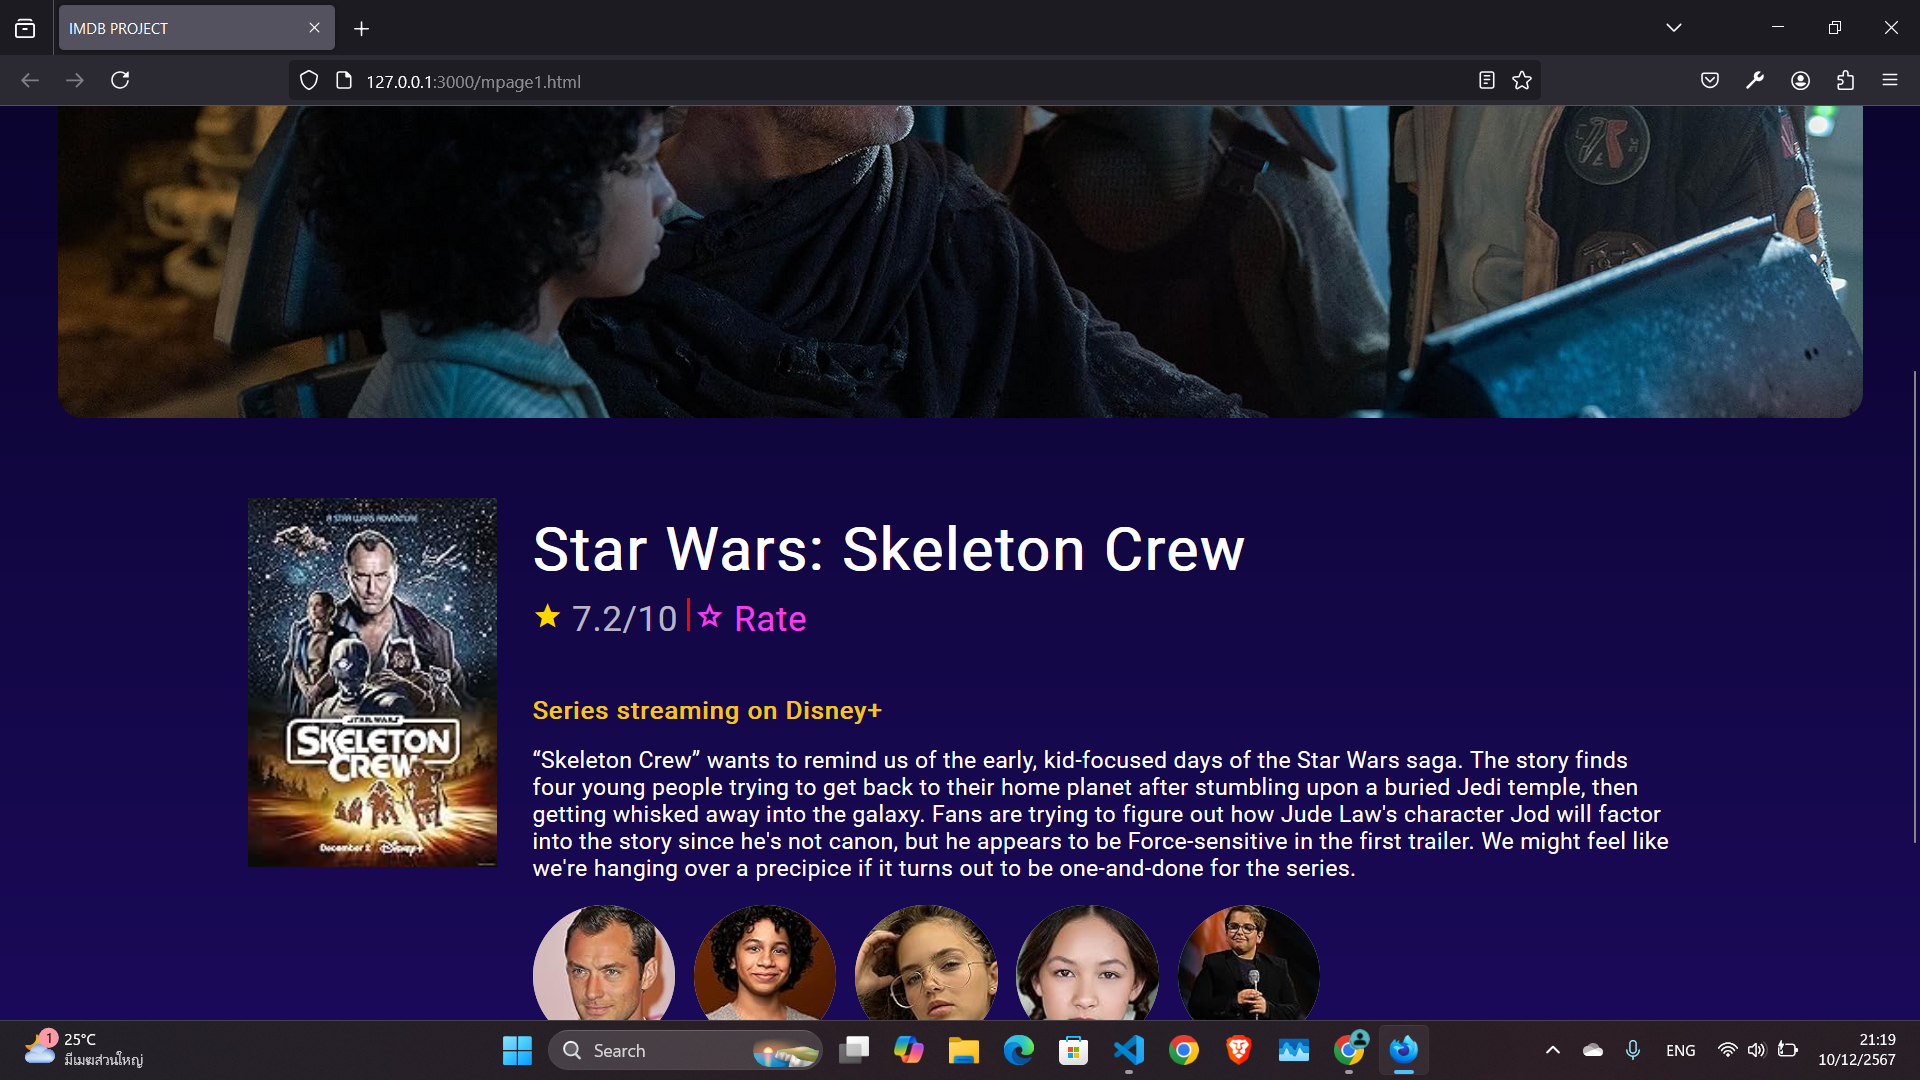 IMDB PROJECT
127.0.0.1:3000/mpage1.html
A STAR WARS ADVENTURE
STAR WARS
SKELETON
CREW
December 2 Disney+
Star Wars: Skeleton Crew
7.2/10 Rate
Series streaming on Disney+
“Skeleton Crew” wants to remind us of the early, kid-focused days of the Star Wars saga. The story finds
four young people trying to get back to their home planet after stumbling upon a buried Jedi temple, then
getting whisked away into the galaxy. Fans are trying to figure out how Jude Law's character Jod will factor
into the story since he's not canon, but he appears to be Force-sensitive in the first trailer. We might feel like
we're hanging over a precipice if it turns out to be one-and-done for the series.
1
25°C
มีเมฆส่วนใหญ่
Search
ENG
21:19
10/12/2567